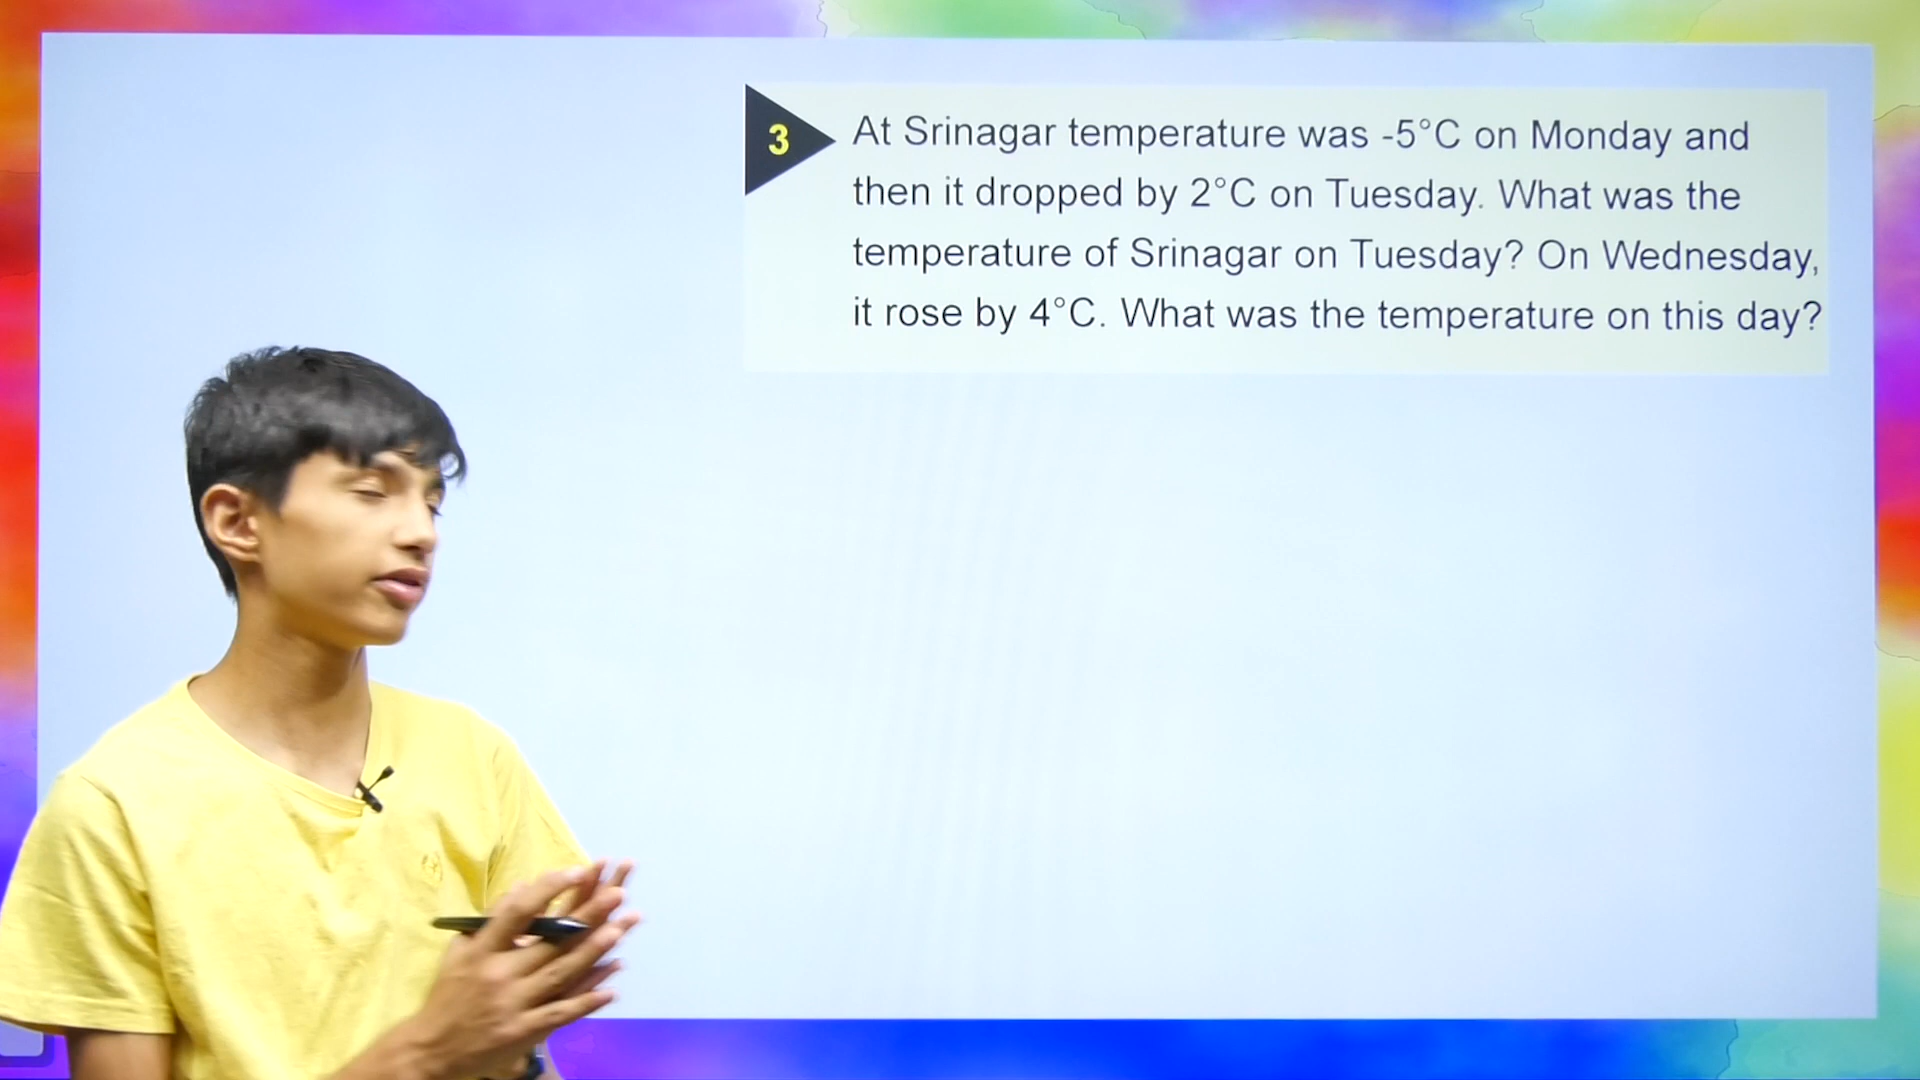 3
At Srinagar temperature was -5°C on Monday and
then it dropped by 2°C on Tuesday. What was the
temperature of Srinagar on Tuesday? On Wednesday,
it rose by 4°C. What was the temperature on this day?